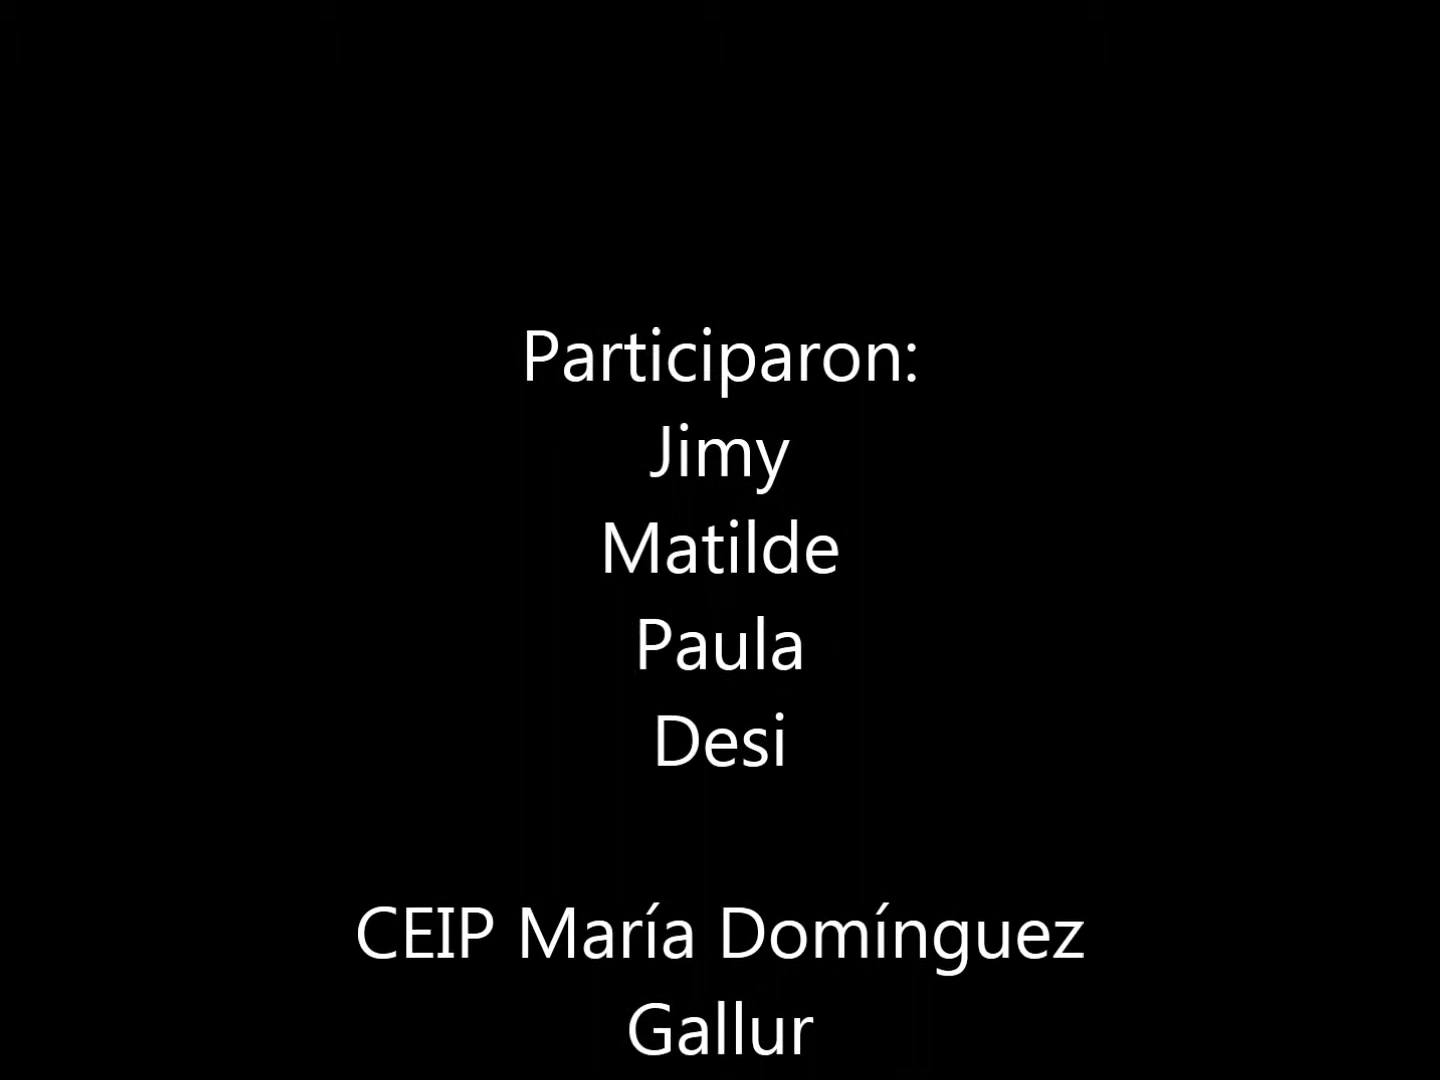 Participaron:
Jimy
Matilde
Paula
Desi
CEIP María Domínguez
Gallur